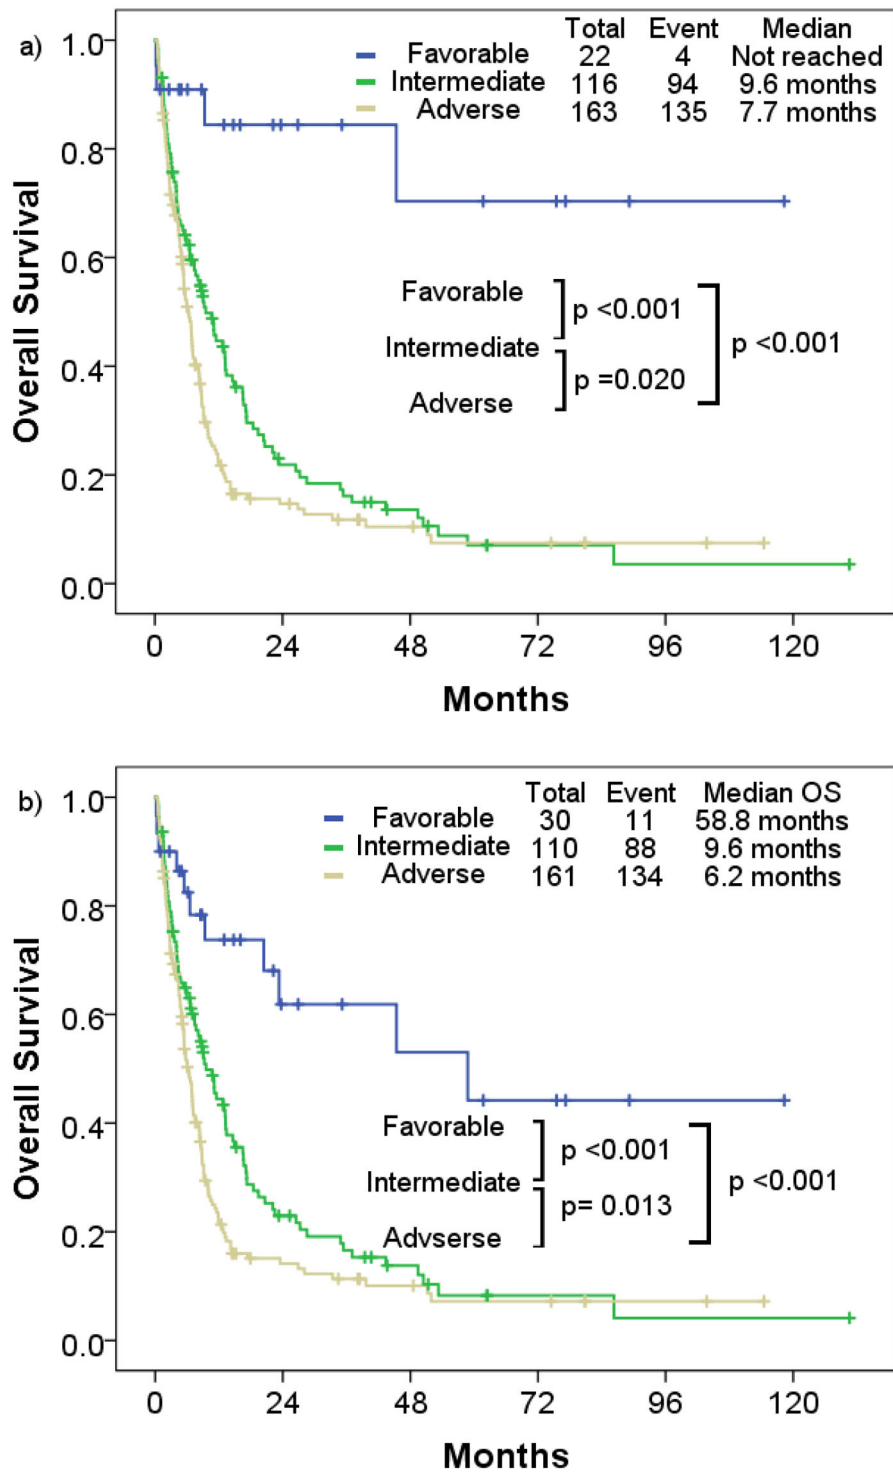 a)
Total Event Median
Favorable 22 4 Not reached
Intermediate 116 94 9.6 months
Adverse 163 135 7.7 months
1.0
0.8
0.6
0.4
0.2
0.0
Overall Survival
Favorable
p <0.001
Intermediate
p <0.001
p =0.020
Adverse
0 24 48 72 96 120
Months
b)
Total Event Median OS
Favorable 30 11 58.8 months
Intermediate 110 88 9.6 months
Adverse 161 134 6.2 months
1.0
0.8
0.6
0.4
0.2
0.0
Overall Survival
Favorable
p <0.001
Intermediate
p <0.001
p= 0.013
Advserse
0 24 48 72 96 120
Months